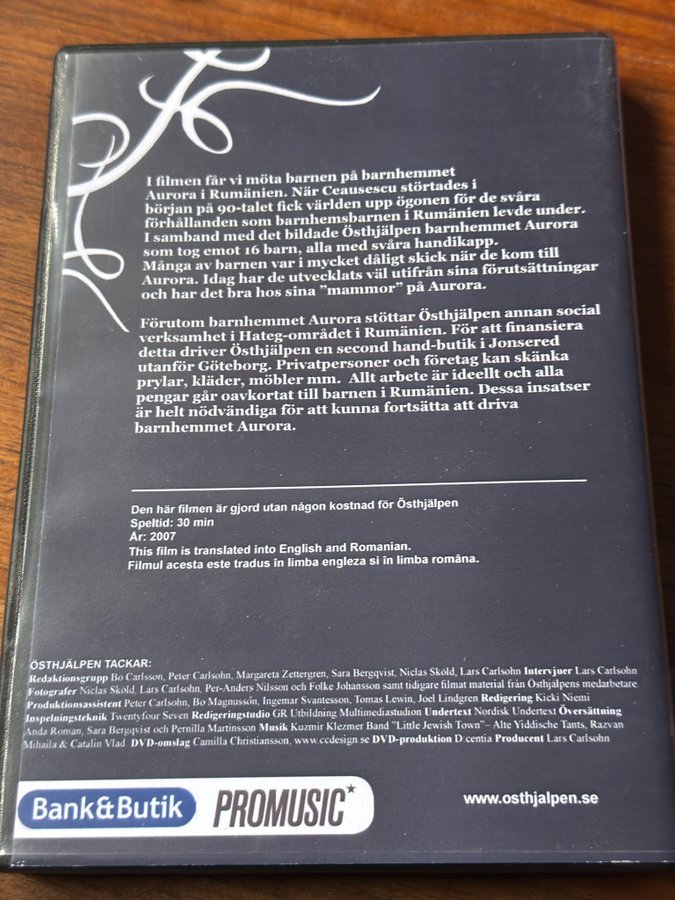 I filmen får vi möta barnen på barnhemmet
Aurora i Rumänien. När Ceausescu störtades i
början på 90-talet fick världen upp ögonen för de svåra
förhållanden som barnhemsbarnen i Rumänien levde under.
I samband med det bildade Östhjälpen barnhemmet Aurora
som tog emot 16 barn, alla med svåra handikapp.
Många av barnen var i mycket dåligt skick när de kom till
Aurora. Idag har de utvecklats väl utifrån sina förutsättningar
och har det bra hos sina ”mammor” på Aurora.
Förutom barnhemmet Aurora stöttar Östhjälpen annan social
verksamhet i Hateg-området i Rumänien. För att finansiera
detta driver Östhjälpen en second hand-butik i Jonsered
utanför Göteborg. Privatpersoner och företag kan skänka
prylar, kläder, möbler mm. Allt arbete är ideellt och alla
pengar går oavkortat till barnen i Rumänien. Dessa insatser
är helt nödvändiga för att kunna fortsätta att driva
barnhemmet Aurora.
Den här filmen är gjord utan någon kostnad för Östhjälpen
Speltid: 30 min
År: 2007
This film is translated into English and Romanian.
Filmul acesta este tradus în limba engleza si în limba româna.
ÖSTHJÄLPEN TACKAR:
Redaktionsgrupp Bo Carlsson, Peter Carlsohn, Margareta Zettergren, Sara Bergqvist, Niclas Sköld, Lars Carlsohn Intervjuer Lars Carlsohn
Fotografer Niclas Sköld, Lars Carlsohn, Per-Anders Nilsson och Folke Johansson samt tidigare filmat material från Östhjälpens medarbetare
Produktionsassistent Peter Carlsohn, Bo Magnusson, Ingemar Svantesson, Tomas Lewin, Joel Lindgren Redigering Kicki Niemi
Inspelningsteknik Twentyfour Seven Redigeringstudio GR Utbildning Multimediastudion Undertext Nordisk Undertext Översättning
Anda Roman, Sara Bergqvist och Pernilla Martinsson Musik Kuzmir Klezmer Band "Little Jewish Town"– Alte Yiddische Tants, Razvan
Mihaila & Catalin Vlad DVD-omslag Camilla Christiansson, www.ccdesign.se DVD-produktion Dicentia Producent Lars Carlsohn
Bank&Butik PROMUSIC* www.osthjalpen.se